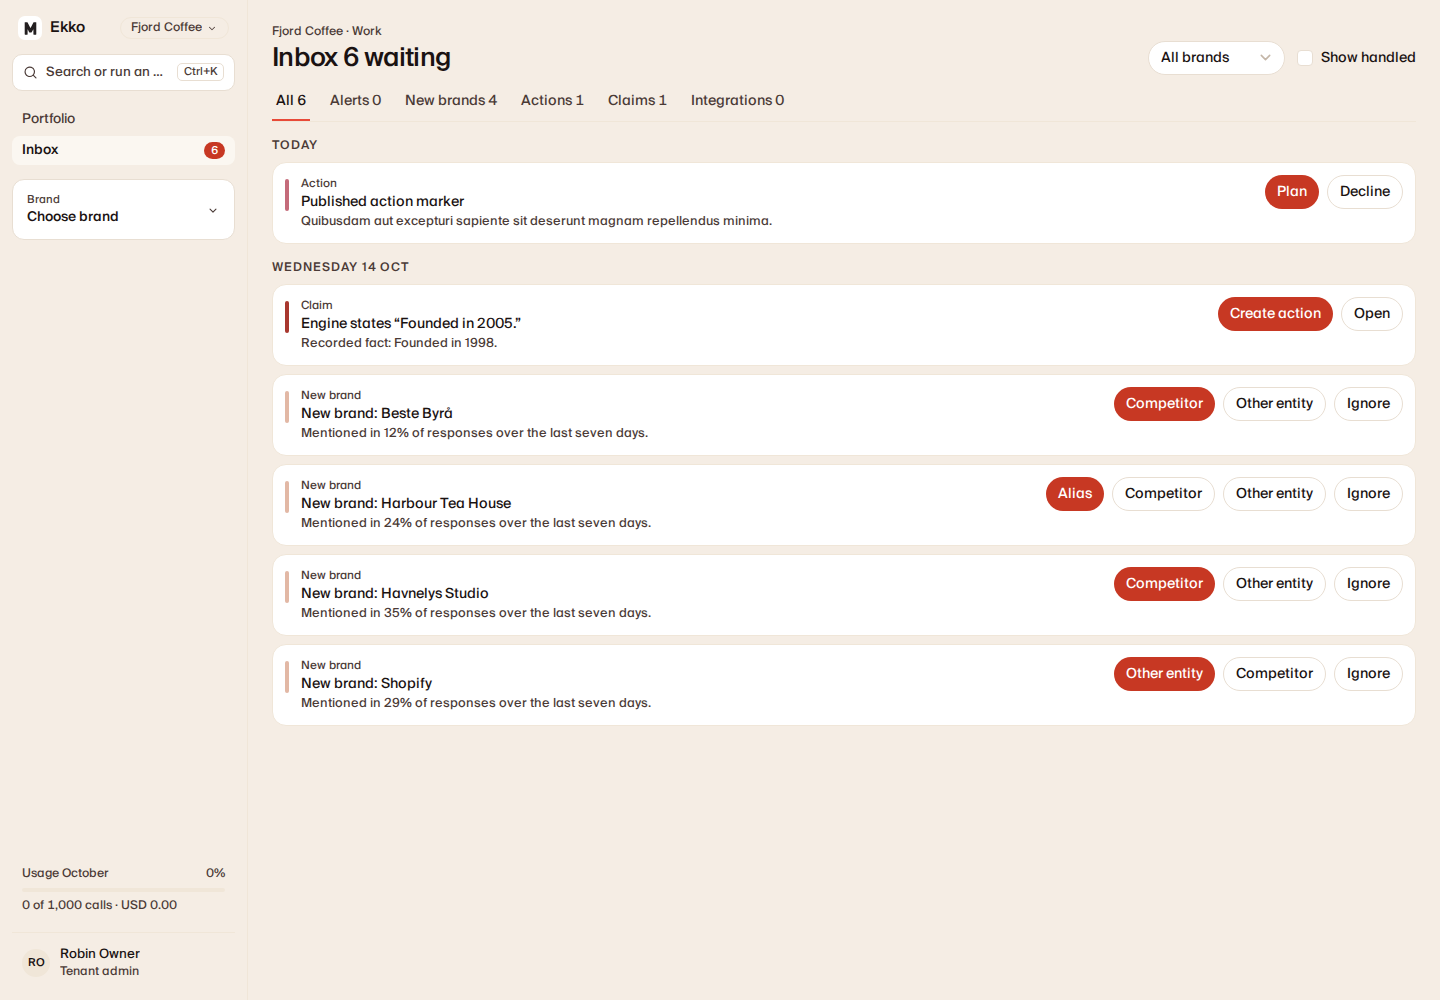 Ekko
Fjord Coffee
Search or run an ...
Ctrl+K
Portfolio
Inbox
6
Brand
Choose brand
Usage October
0%
0 of 1,000 calls · USD 0.00
RO
Robin Owner
Tenant admin
Fjord Coffee · Work
Inbox 6 waiting
All brands
Show handled
All 6
Alerts 0
New brands 4
Actions 1
Claims 1
Integrations 0
TODAY
Action
Published action marker
Quibusdam aut excepturi sapiente sit deserunt magnam repellendus minima.
Plan
Decline
WEDNESDAY 14 OCT
Claim
Engine states “Founded in 2005.”
Recorded fact: Founded in 1998.
Create action
Open
New brand
New brand: Beste Byrå
Mentioned in 12% of responses over the last seven days.
Competitor
Other entity
Ignore
New brand
New brand: Harbour Tea House
Mentioned in 24% of responses over the last seven days.
Alias
Competitor
Other entity
Ignore
New brand
New brand: Havnelys Studio
Mentioned in 35% of responses over the last seven days.
Competitor
Other entity
Ignore
New brand
New brand: Shopify
Mentioned in 29% of responses over the last seven days.
Other entity
Competitor
Ignore